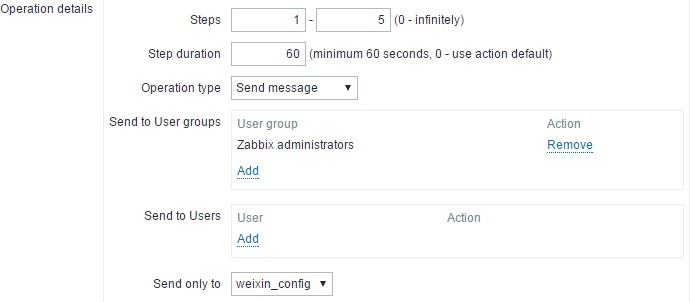 Operation details
Steps 1 - 5 (0 - infinitely)
Step duration 60 (minimum 60 seconds, 0 - use action default)
Operation type Send message
Send to User groups User group Action
Zabbix administrators Remove
Add
Send to Users User Action
Add
Send only to weixin_config